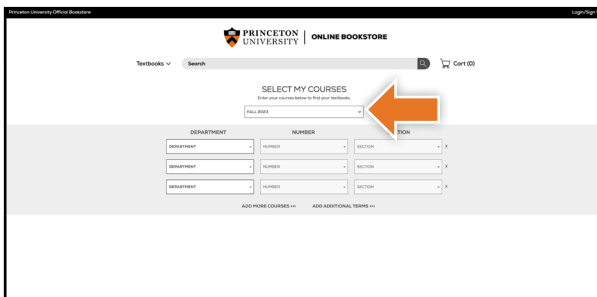 Princeton University Official Bookstore
Login/Sign
PRINCETON UNIVERSITY
ONLINE BOOKSTORE
Textbooks
Search
Cart (0)
SELECT MY COURSES
Enter your courses below to find your textbooks.
FALL 2023
DEPARTMENT NUMBER TION
DEPARTMENT NUMBER SECTION x
DEPARTMENT NUMBER SECTION x
DEPARTMENT NUMBER SECTION x
ADD MORE COURSES >>> ADD ADDITIONAL TERMS >>>